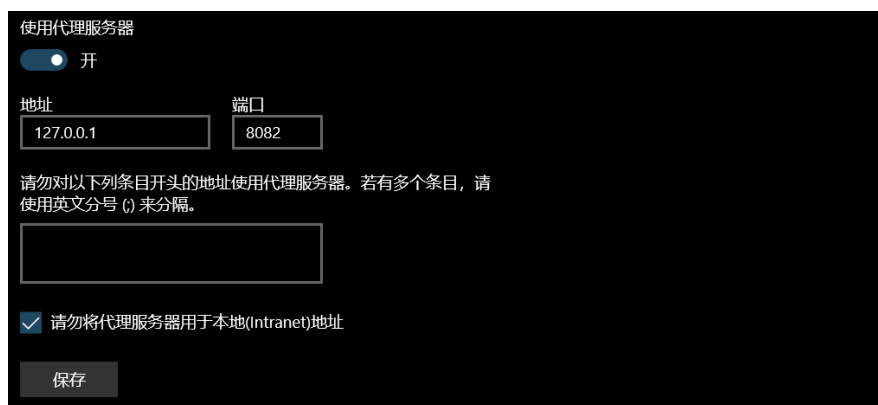 使用代理服务器
开
地址 端口
127.0.0.1 8082
请勿对以下列条目开头的地址使用代理服务器。若有多个条目，请
使用英文分号 (;) 来分隔。
请勿将代理服务器用于本地(Intranet)地址
保存